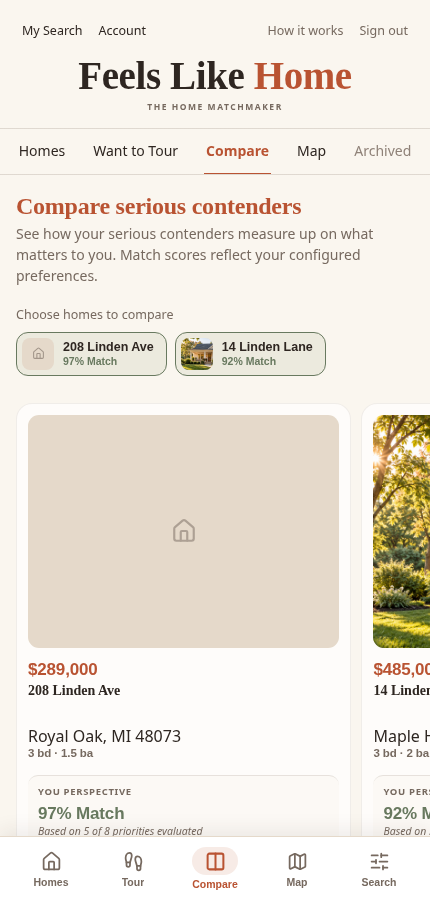 My Search Account How it works Sign out
Feels Like Home
THE HOME MATCHMAKER
Homes Want to Tour Compare Map Archived
Compare serious contenders
See how your serious contenders measure up on what
matters to you. Match scores reflect your configured
preferences.
Choose homes to compare
208 Linden Ave
97% Match
14 Linden Lane
92% Match
$289,000
208 Linden Ave
Royal Oak, MI 48073
3 bd · 1.5 ba
YOU PERSPECTIVE
97% Match
Based on 5 of 8 priorities evaluated
$485,00
14 Linden
Maple H
3 bd · 2 ba
YOU PERS
92% M
Based on
Homes Tour Compare Map Search